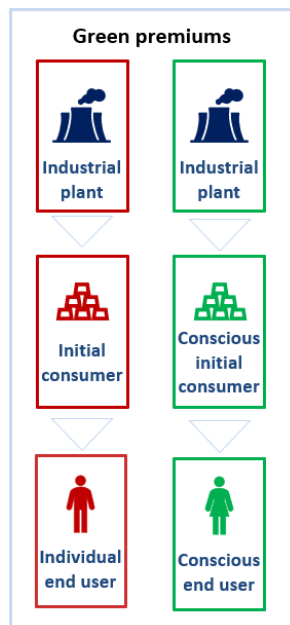 Green premiums
Industrial
plant
Industrial
plant
Initial
consumer
Conscious
initial
consumer
Individual
end user
Conscious
end user